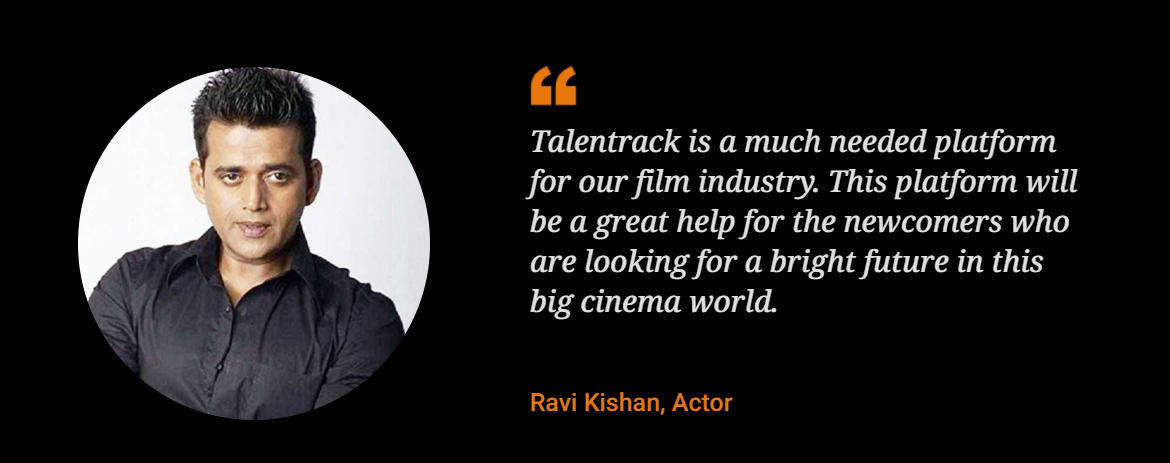 “
Talentrack is a much needed platform
for our film industry. This platform will
be a great help for the newcomers who
are looking for a bright future in this
big cinema world.
Ravi Kishan, Actor